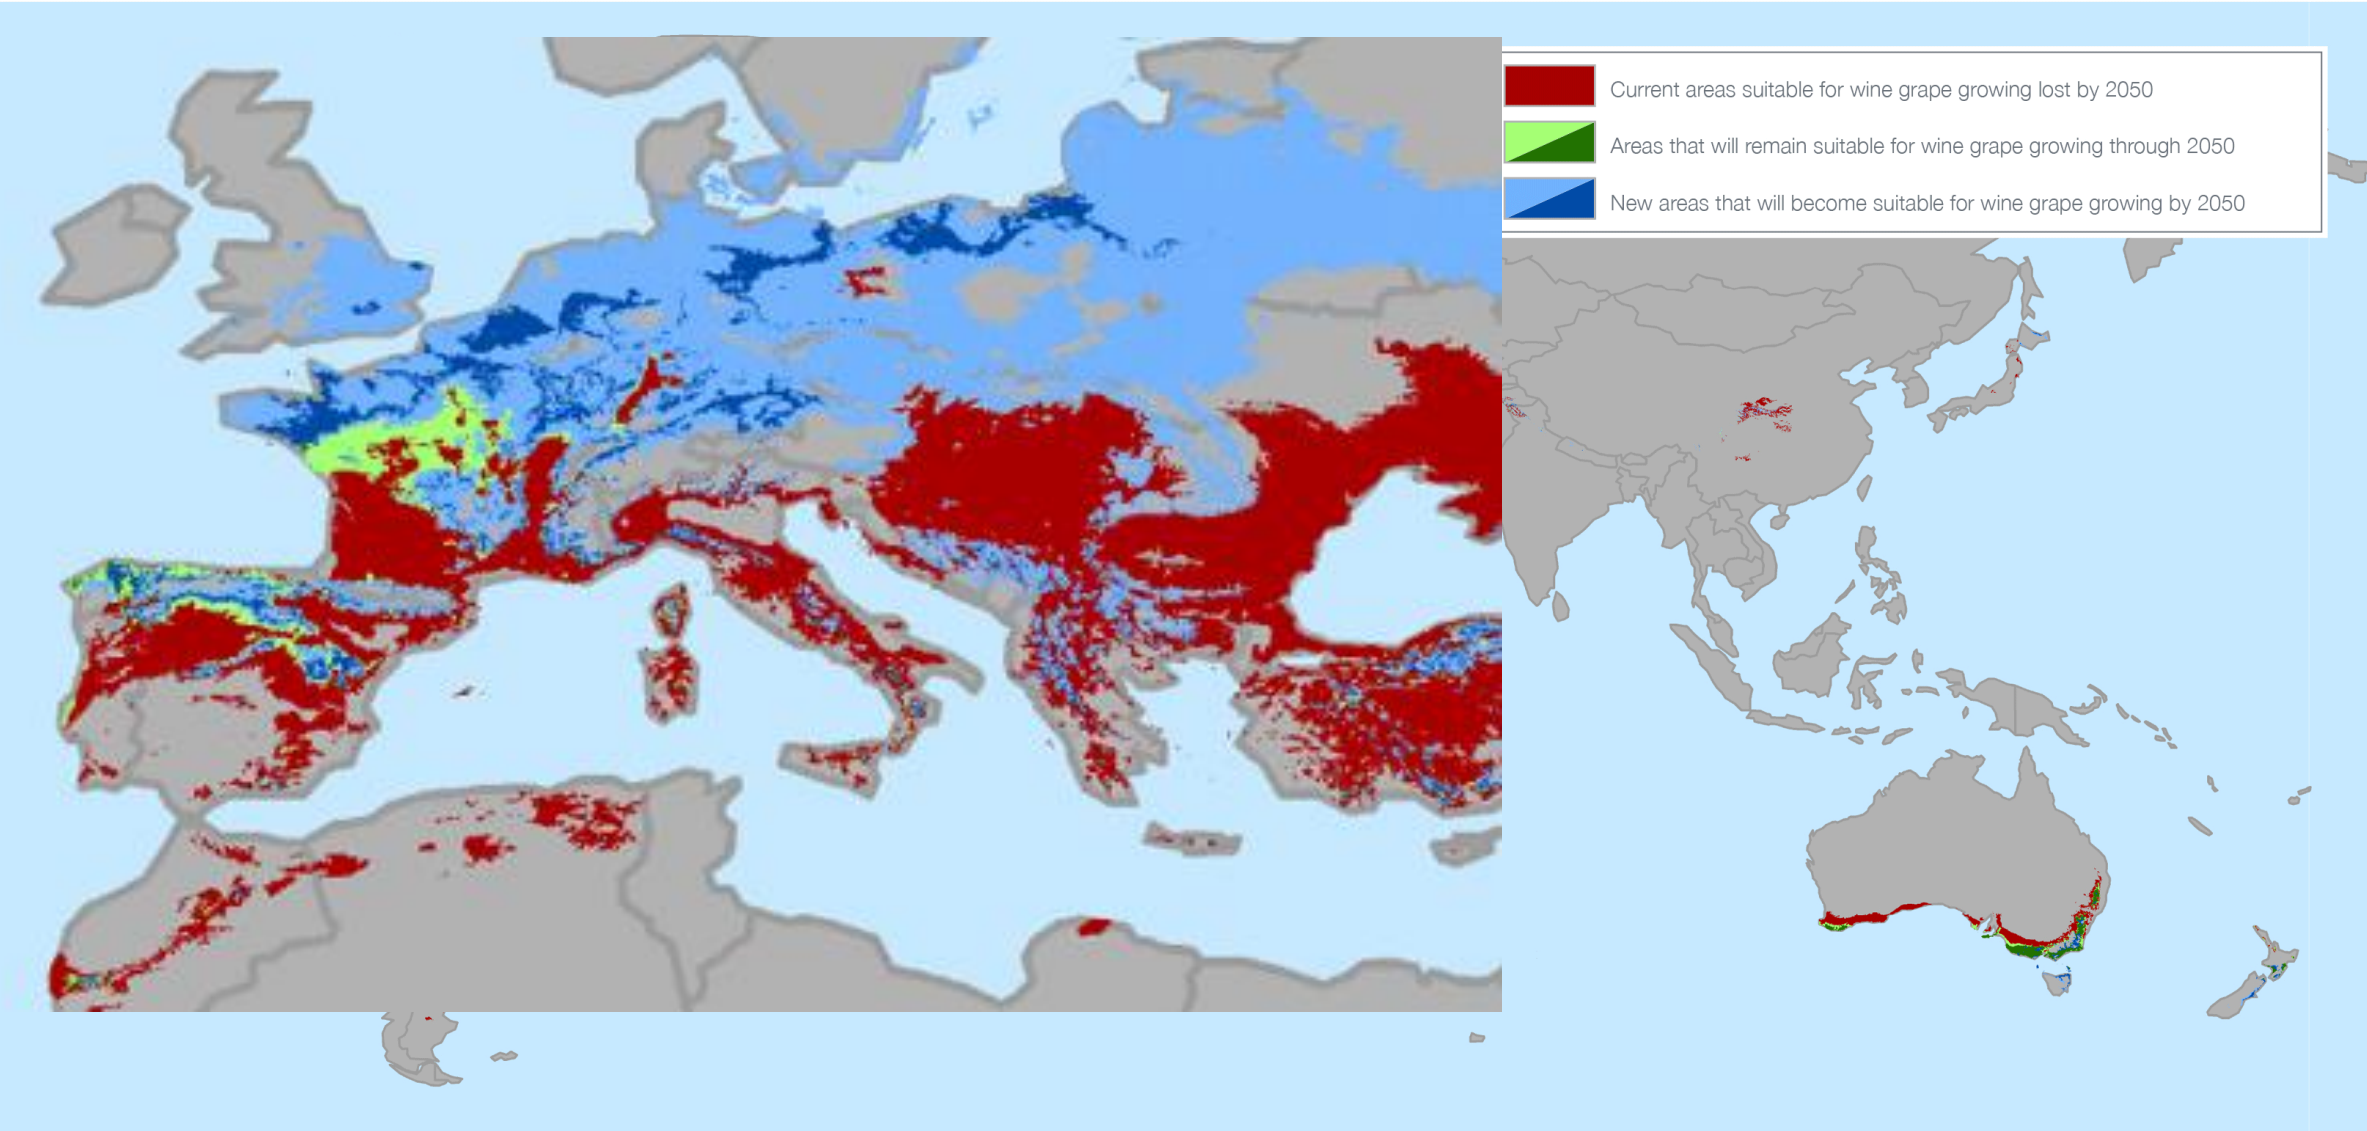 Current areas suitable for wine grape growing lost by 2050
Areas that will remain suitable for wine grape growing through 2050
New areas that will become suitable for wine grape growing by 2050